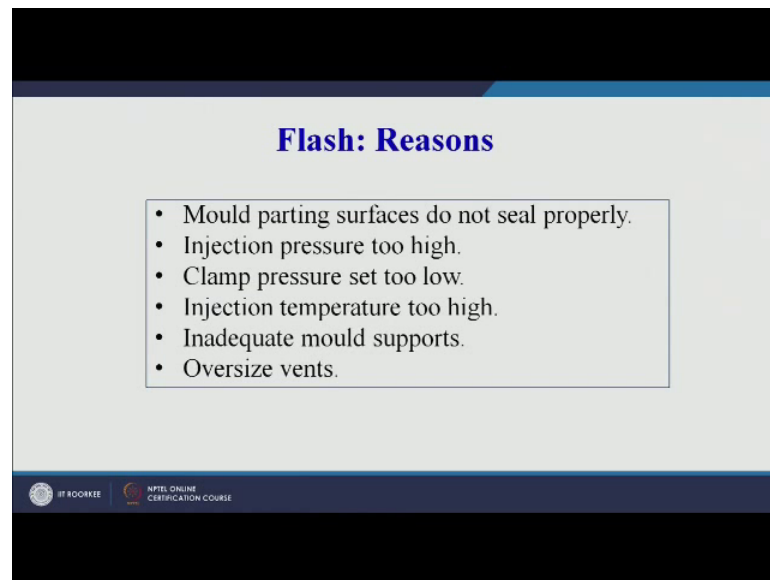 Flash: Reasons
• Mould parting surfaces do not seal properly.
• Injection pressure too high.
• Clamp pressure set too low.
• Injection temperature too high.
• Inadequate mould supports.
• Oversize vents.
IIT ROORKEE
NPTEL ONLINE
CERTIFICATION COURSE